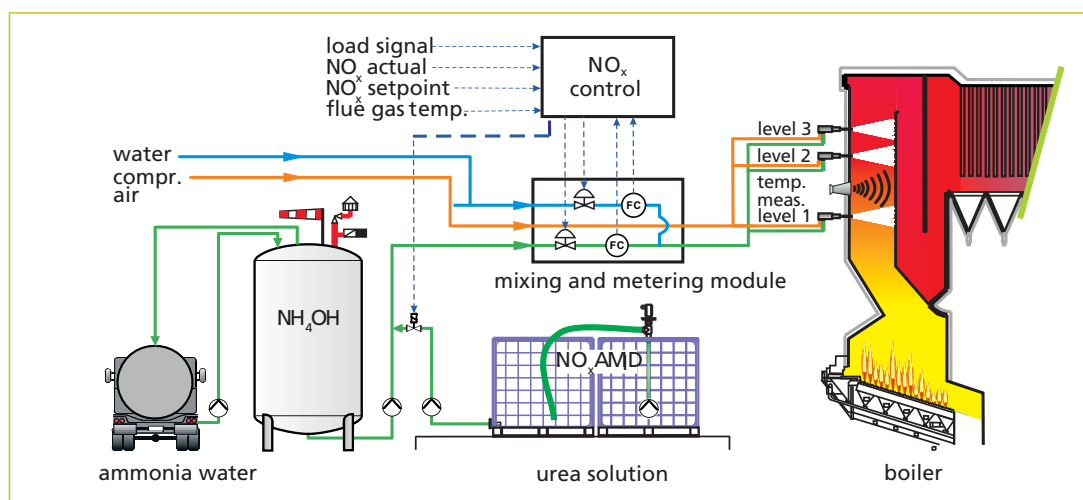 load signal
NOx actual
NOx setpoint
flue gas temp.
NOx
control
water
compr.
air
level 3
level 2
temp.
meas.
level 1
FC
FC
mixing and metering module
NH4OH
NOxAMID
ammonia water
urea solution
boiler